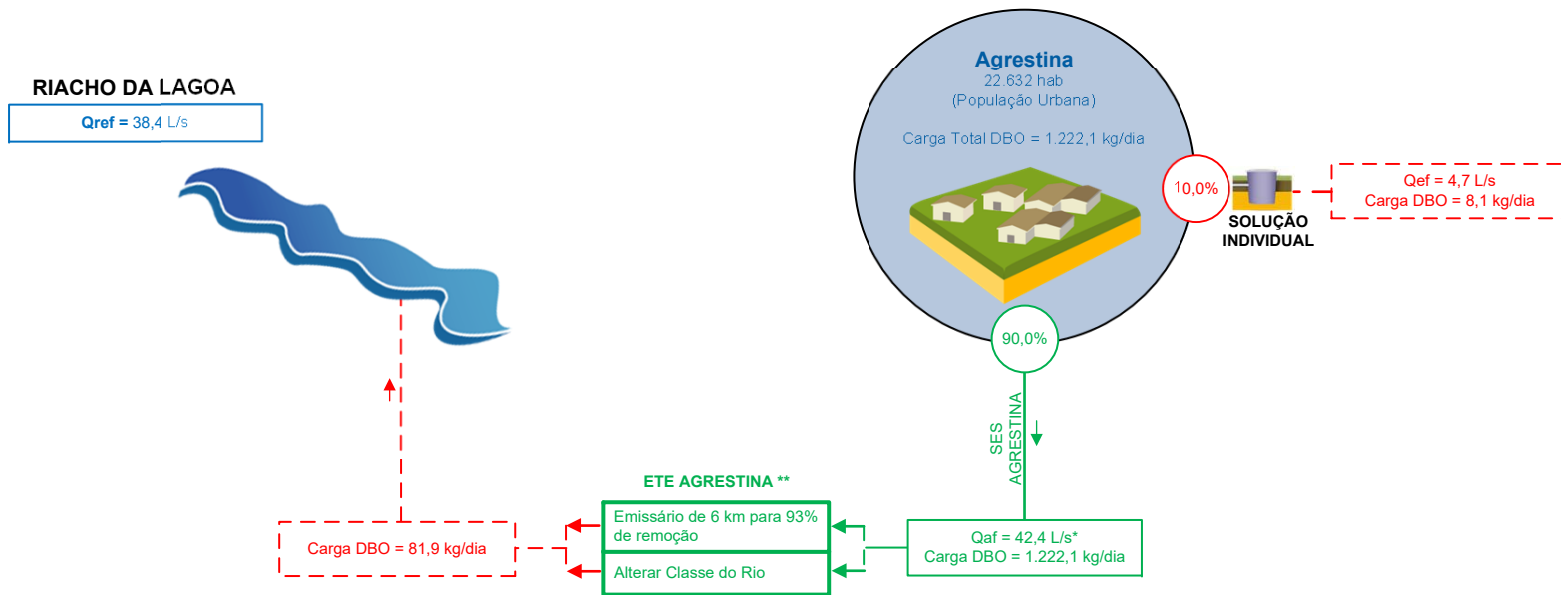 RIACHO DA LAGOA
Qref = 38,4 L/s
Agrestina
22.632 hab
(População Urbana)
Carga Total DBO = 1.222,1 kg/dia
10,0%
SOLUÇÃO
INDIVIDUAL
Qef = 4,7 L/s
Carga DBO = 8,1 kg/dia
90,0%
SES
AGRESTINA
ETE AGRESTINA **
Emissário de 6 km para 93%
de remoção
Alterar Classe do Rio
Carga DBO = 81,9 kg/dia
Qaf = 42,4 L/s*
Carga DBO = 1.222,1 kg/dia